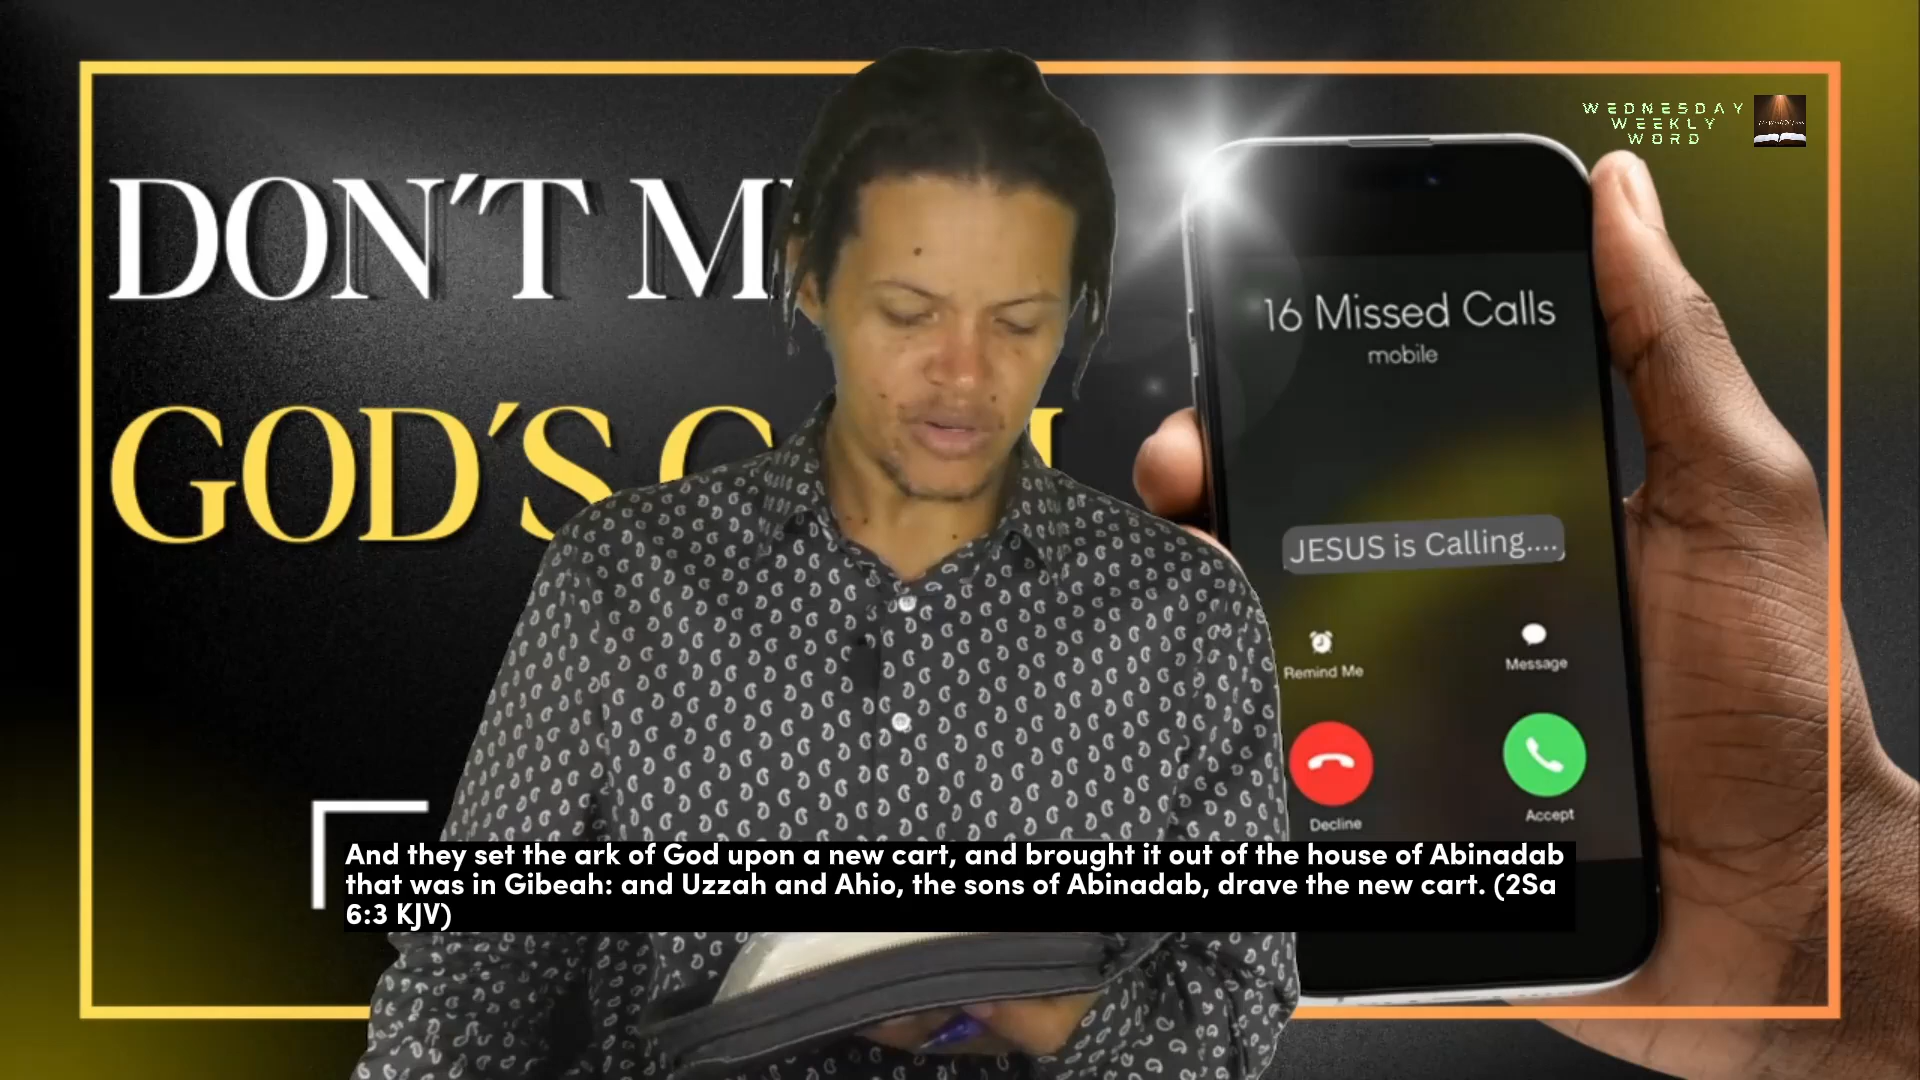 WEDNESDAY
WEEKLY
WORD
DON'T
GOD'S
16 Missed Calls
mobile
JESUS is Calling....
Remind Me
Message
Decline
Accept
And they set the ark of God upon a new cart, and brought it out of the house of Abinadab
that was in Gibeah: and Uzzah and Ahio, the sons of Abinadab, drave the new cart. (2Sa
6:3 KJV)